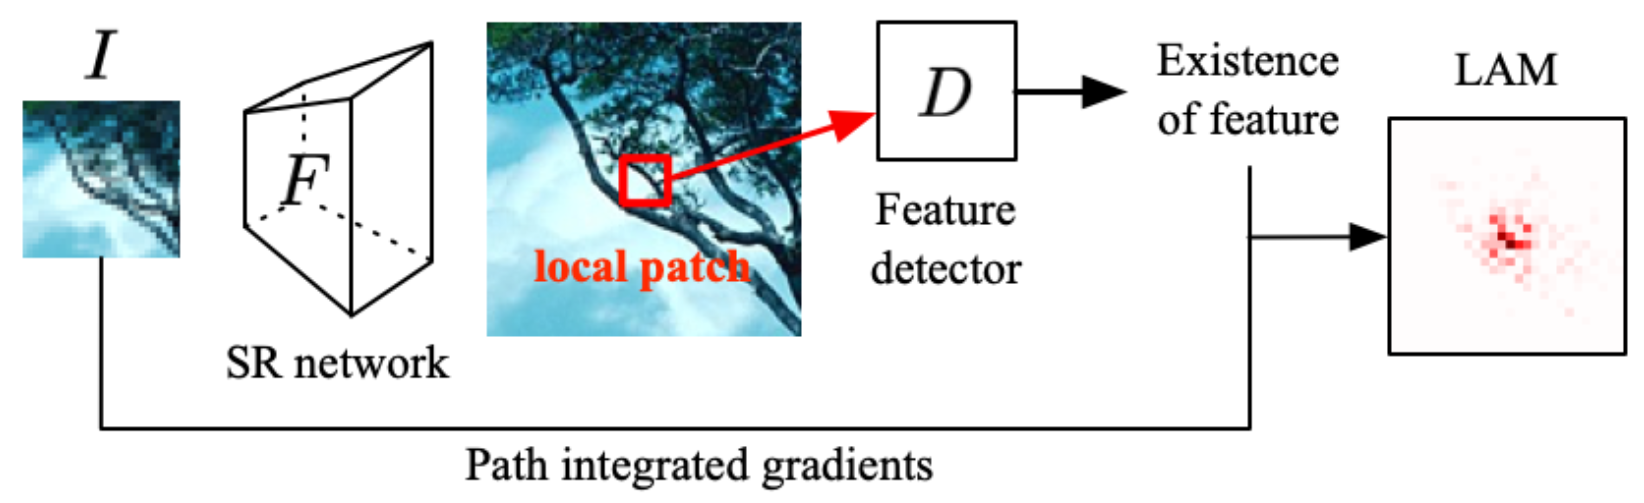 I
F
SR network
local patch
D
Feature
detector
Existence
of feature
LAM
Path integrated gradients